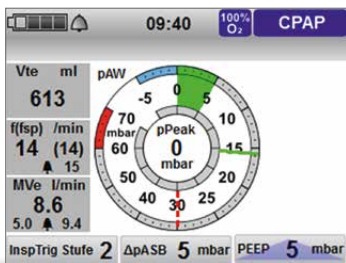 09:40
100% O₂
CPAP
Vte ml
613
f(fsp) /min
14 (14)
15
MVe l/min
8.6
5.0 9.4
pAW
-5 0 5
70 10
mbar pPeak
60 0 15
mbar
50 20
40 30 25
InspTrig Stufe 2
ΔpASB 5 mbar
PEEP 5 mbar